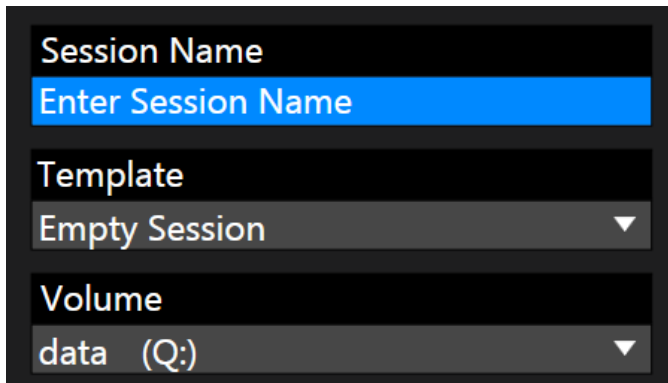 Session Name
Enter Session Name
Template
Empty Session
Volume
data (Q:)